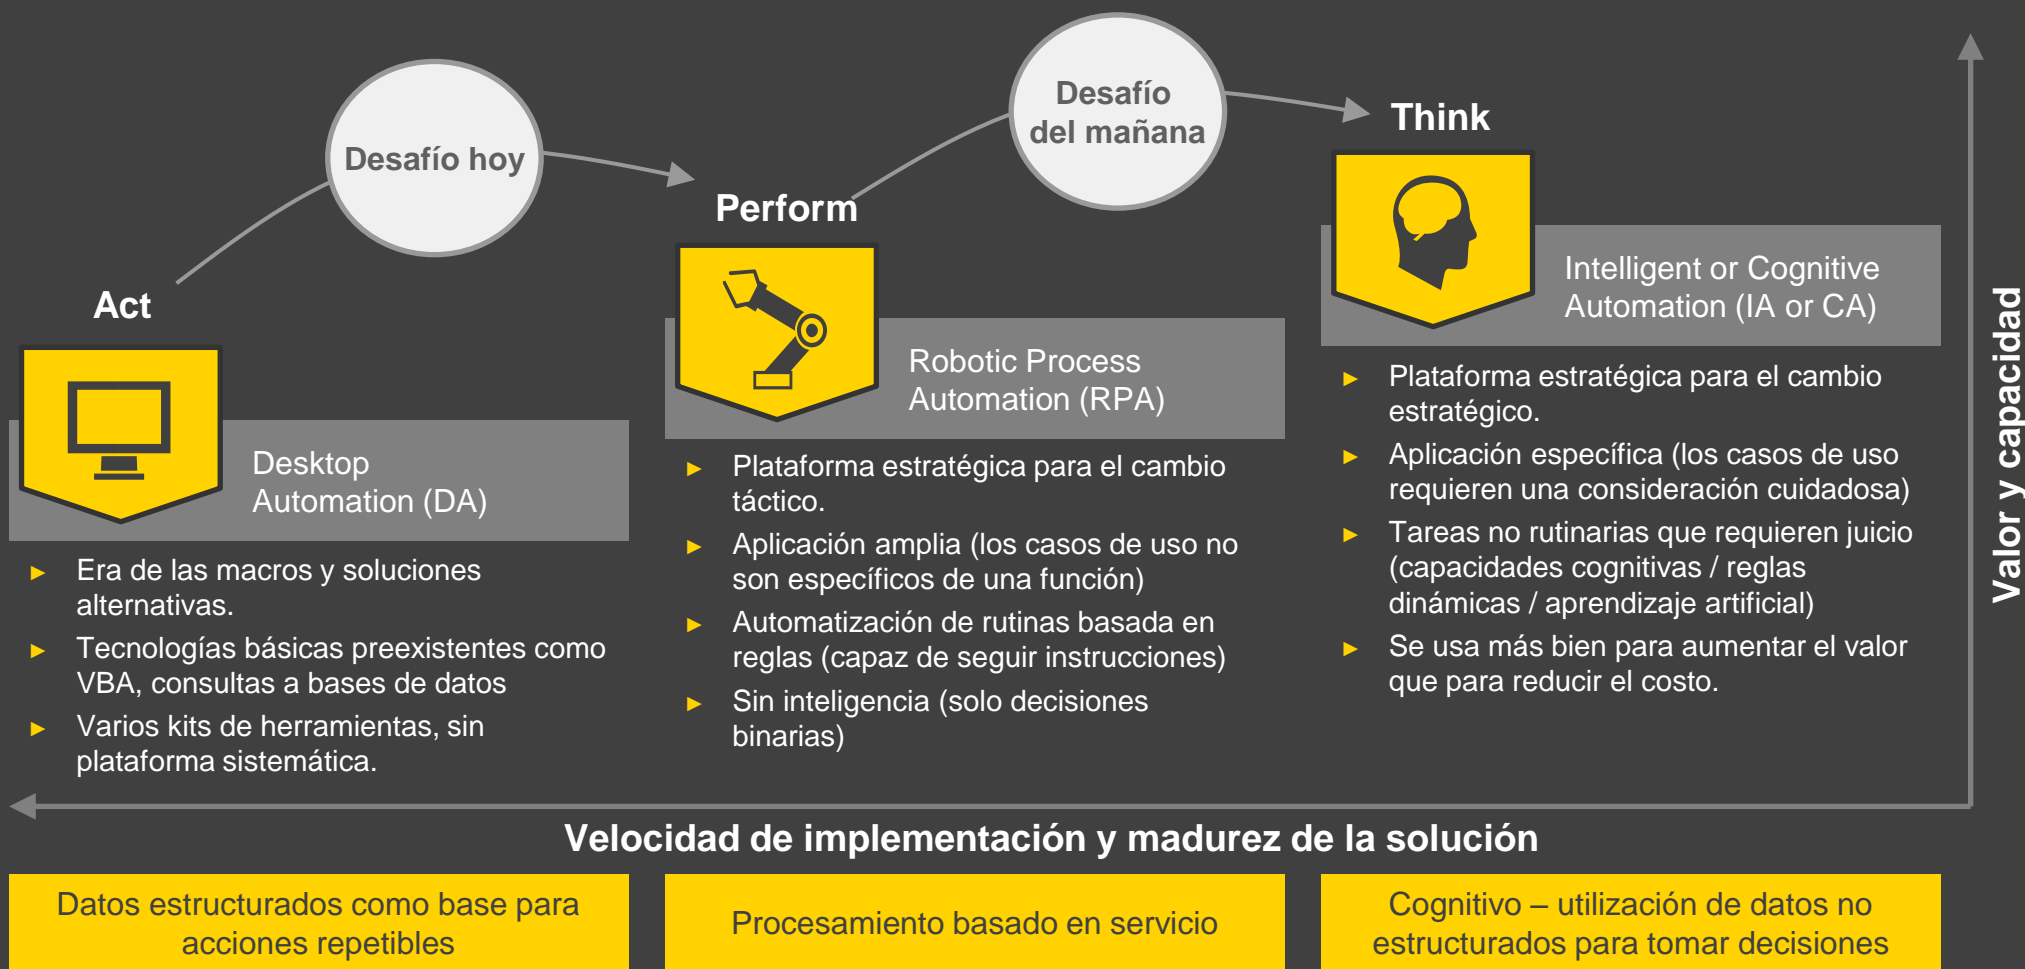 Desafío hoy
Desafío
del mañana
Act
Desktop
Automation (DA)
► Era de las macros y soluciones
alternativas.
► Tecnologías básicas preexistentes como
VBA, consultas a bases de datos
► Varios kits de herramientas, sin
plataforma sistemática.
Perform
Robotic Process
Automation (RPA)
► Plataforma estratégica para el cambio
táctico.
► Aplicación amplia (los casos de uso no
son específicos de una función)
► Automatización de rutinas basada en
reglas (capaz de seguir instrucciones)
► Sin inteligencia (solo decisiones
binarias)
Think
Intelligent or Cognitive
Automation (IA or CA)
► Plataforma estratégica para el cambio
estratégico.
► Aplicación específica (los casos de uso
requieren una consideración cuidadosa)
► Tareas no rutinarias que requieren juicio
(capacidades cognitivas / reglas
dinámicas / aprendizaje artificial)
► Se usa más bien para aumentar el valor
que para reducir el costo.
Valor y capacidad
Velocidad de implementación y madurez de la solución
Datos estructurados como base para
acciones repetibles
Procesamiento basado en servicio
Cognitivo – utilización de datos no
estructurados para tomar decisiones